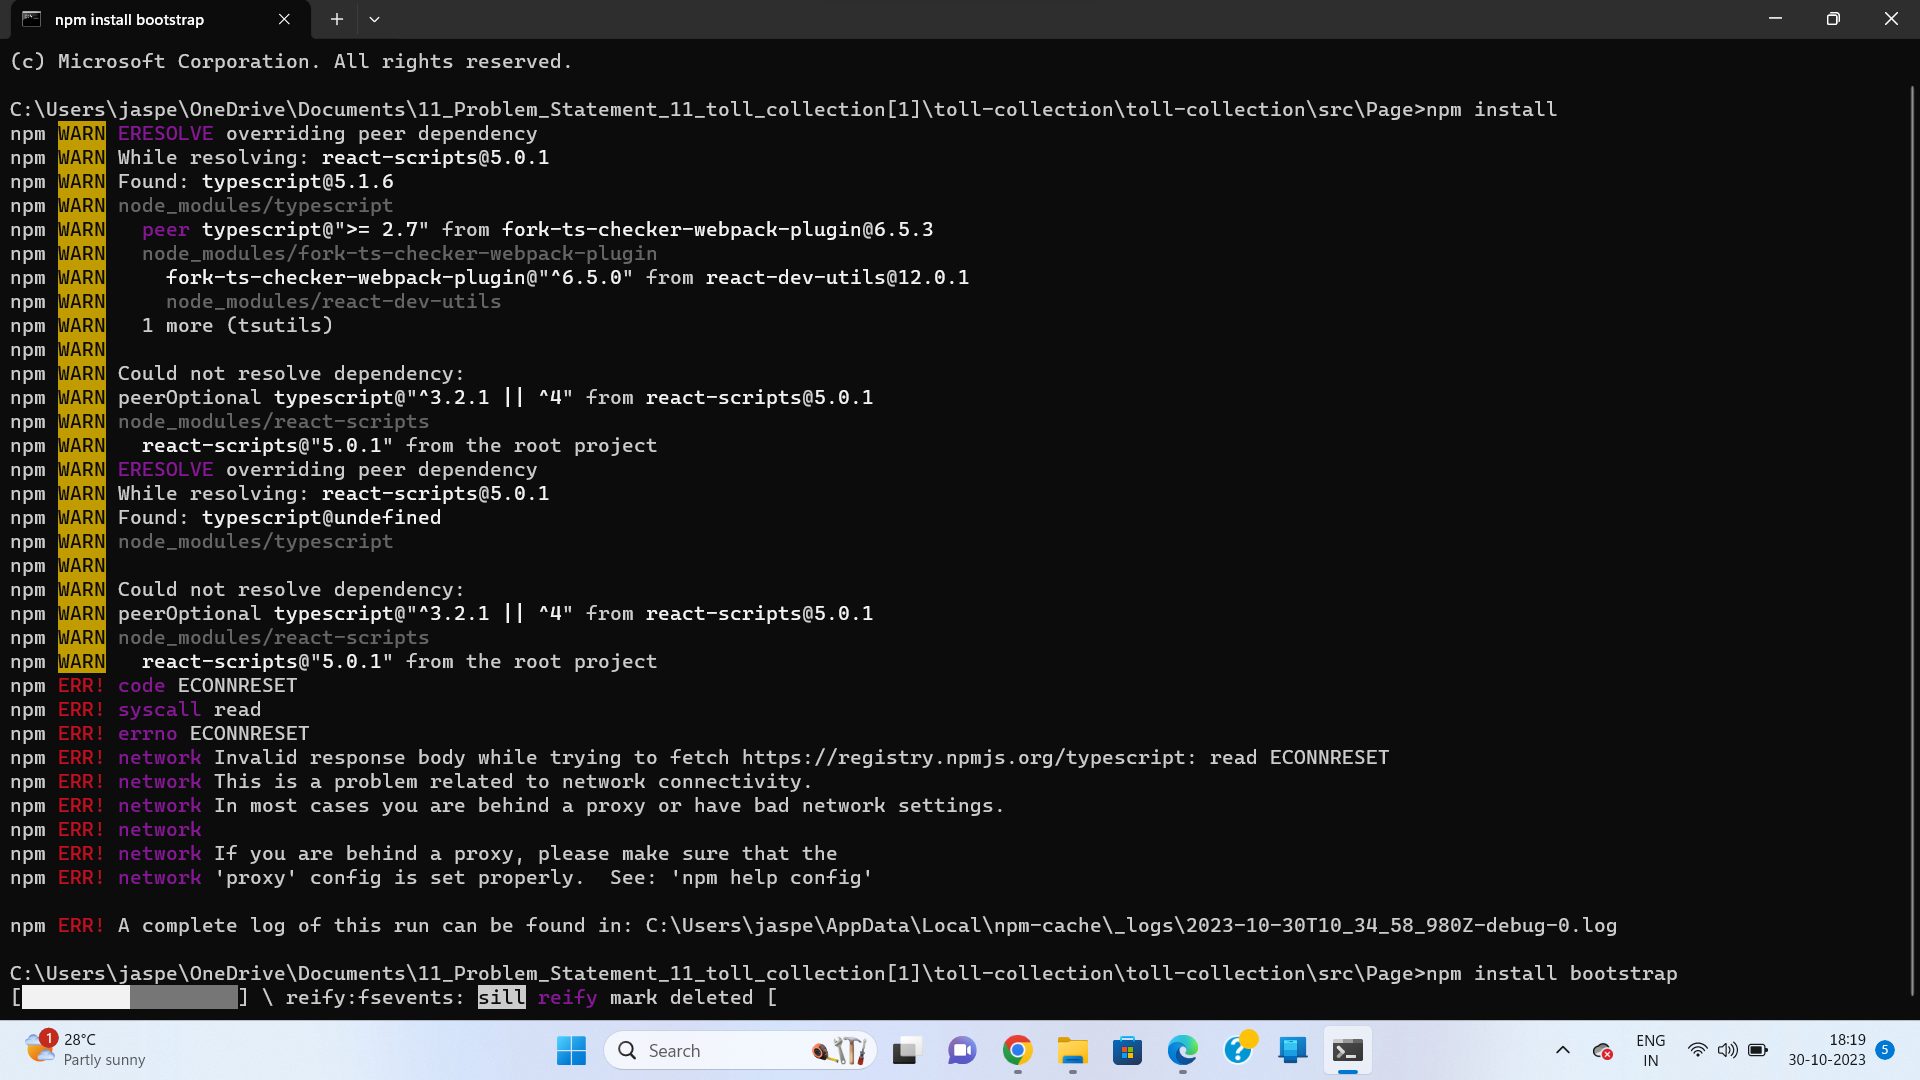 npm install bootstrap
(c) Microsoft Corporation. All rights reserved.
C:\Users\jaspe\OneDrive\Documents\11_Problem_Statement_11_toll_collection[1]\toll-collection\toll-collection\src\Page>npm install
npm WARN ERESOLVE overriding peer dependency
npm WARN While resolving: react-scripts@5.0.1
npm WARN Found: typescript@5.1.6
npm WARN node_modules/typescript
npm WARN   peer typescript@">= 2.7" from fork-ts-checker-webpack-plugin@6.5.3
npm WARN   node_modules/fork-ts-checker-webpack-plugin
npm WARN     fork-ts-checker-webpack-plugin@"^6.5.0" from react-dev-utils@12.0.1
npm WARN     node_modules/react-dev-utils
npm WARN   1 more (tsutils)
npm WARN
npm WARN Could not resolve dependency:
npm WARN peerOptional typescript@"^3.2.1 || ^4" from react-scripts@5.0.1
npm WARN node_modules/react-scripts
npm WARN   react-scripts@"5.0.1" from the root project
npm WARN ERESOLVE overriding peer dependency
npm WARN While resolving: react-scripts@5.0.1
npm WARN Found: typescript@undefined
npm WARN node_modules/typescript
npm WARN
npm WARN Could not resolve dependency:
npm WARN peerOptional typescript@"^3.2.1 || ^4" from react-scripts@5.0.1
npm WARN node_modules/react-scripts
npm WARN   react-scripts@"5.0.1" from the root project
npm ERR! code ECONNRESET
npm ERR! syscall read
npm ERR! errno ECONNRESET
npm ERR! network Invalid response body while trying to fetch https://registry.npmjs.org/typescript: read ECONNRESET
npm ERR! network This is a problem related to network connectivity.
npm ERR! network In most cases you are behind a proxy or have bad network settings.
npm ERR! network
npm ERR! network If you are behind a proxy, please make sure that the
npm ERR! network 'proxy' config is set properly.  See: 'npm help config'
npm ERR! A complete log of this run can be found in: C:\Users\jaspe\AppData\Local\npm-cache\_logs\2023-10-30T10_34_58_980Z-debug-0.log
C:\Users\jaspe\OneDrive\Documents\11_Problem_Statement_11_toll_collection[1]\toll-collection\toll-collection\src\Page>npm install bootstrap
[ ] \ reify:fsevents: sill reify mark deleted [
1
28°C
Partly sunny
Search
ENG
IN
18:19
30-10-2023
5